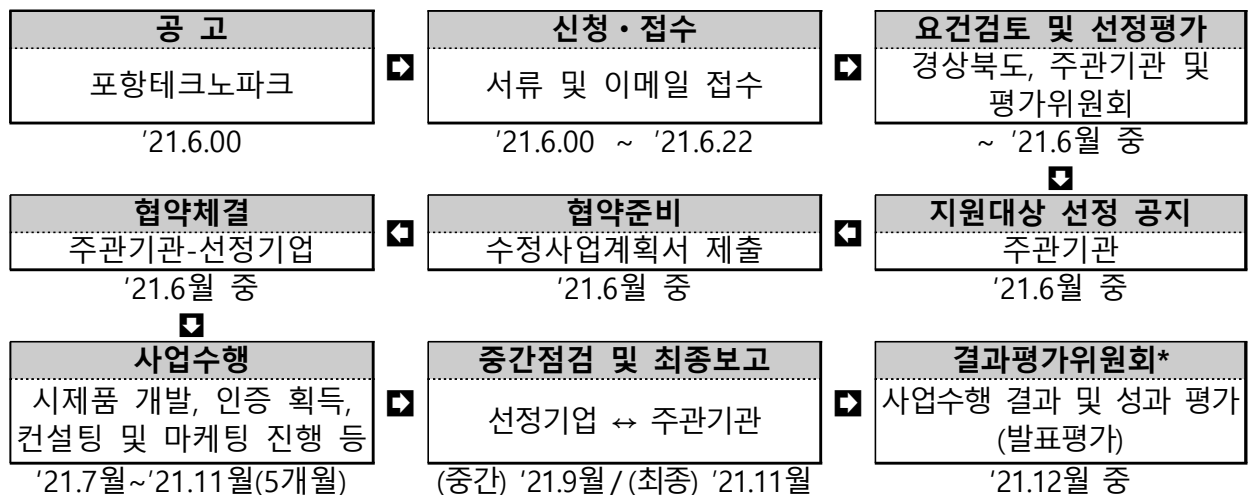 공 고
포항테크노파크
'21.6.00
신청・접수
서류 및 이메일 접수
'21.6.00 ~ '21.6.22
요건검토 및 선정평가
경상북도, 주관기관 및
평가위원회
~ '21.6월 중
지원대상 선정 공지
주관기관
'21.6월 중
협약준비
수정사업계획서 제출
'21.6월 중
협약체결
주관기관-선정기업
'21.6월 중
사업수행
시제품 개발, 인증 획득,
컨설팅 및 마케팅 진행 등
'21.7월~'21.11월(5개월)
중간점검 및 최종보고
선정기업 ↔ 주관기관
(중간) '21.9월 / (최종) '21.11월
결과평가위원회*
사업수행 결과 및 성과 평가
(발표평가)
'21.12월 중